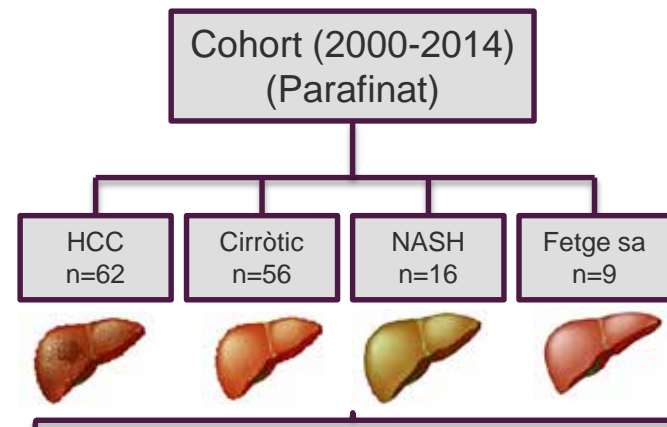 Cohort (2000-2014)
(Parafinat)
HCC
n=62
Cirròtic
n=56
NASH
n=16
Fetge sa
n=9